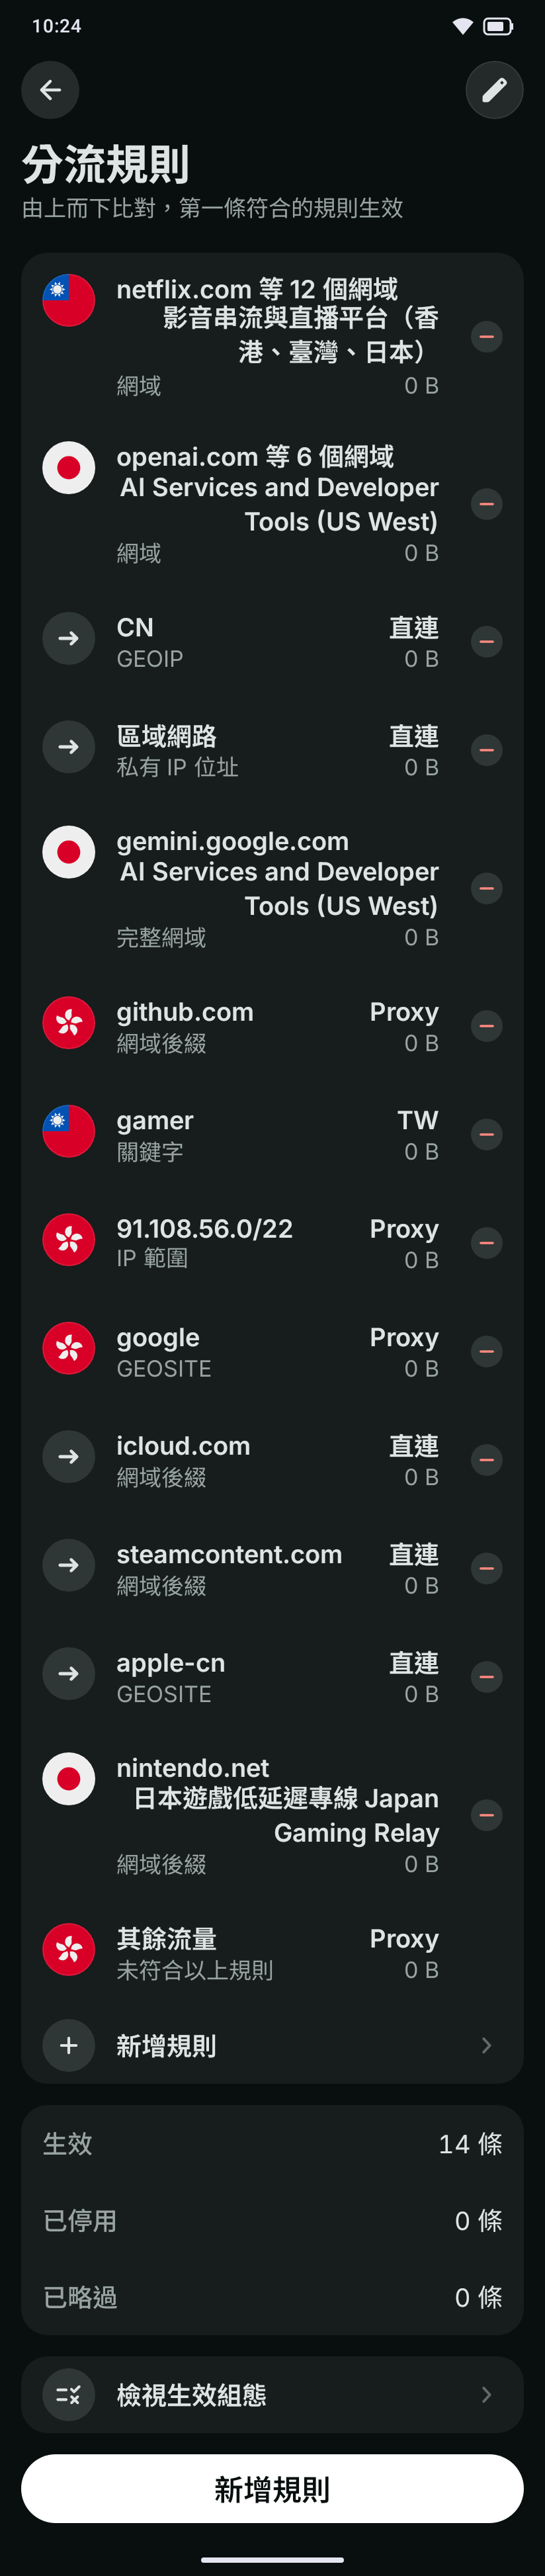 10:24
分流規則
由上而下比對，第一條符合的規則生效
netflix.com 等 12 個網域
影音串流與直播平台（香
港、臺灣、日本）
網域 0 B
openai.com 等 6 個網域
AI Services and Developer
Tools (US West)
網域 0 B
CN 直連
GEOIP 0 B
區域網路 直連
私有 IP 位址 0 B
gemini.google.com
AI Services and Developer
Tools (US West)
完整網域 0 B
github.com Proxy
網域後綴 0 B
gamer TW
關鍵字 0 B
91.108.56.0/22 Proxy
IP 範圍 0 B
google Proxy
GEOSITE 0 B
icloud.com 直連
網域後綴 0 B
steamcontent.com 直連
網域後綴 0 B
apple-cn 直連
GEOSITE 0 B
nintendo.net
日本遊戲低延遲專線 Japan
Gaming Relay
網域後綴 0 B
其餘流量 Proxy
未符合以上規則 0 B
新增規則
生效 14 條
已停用 0 條
已略過 0 條
檢視生效組態
新增規則